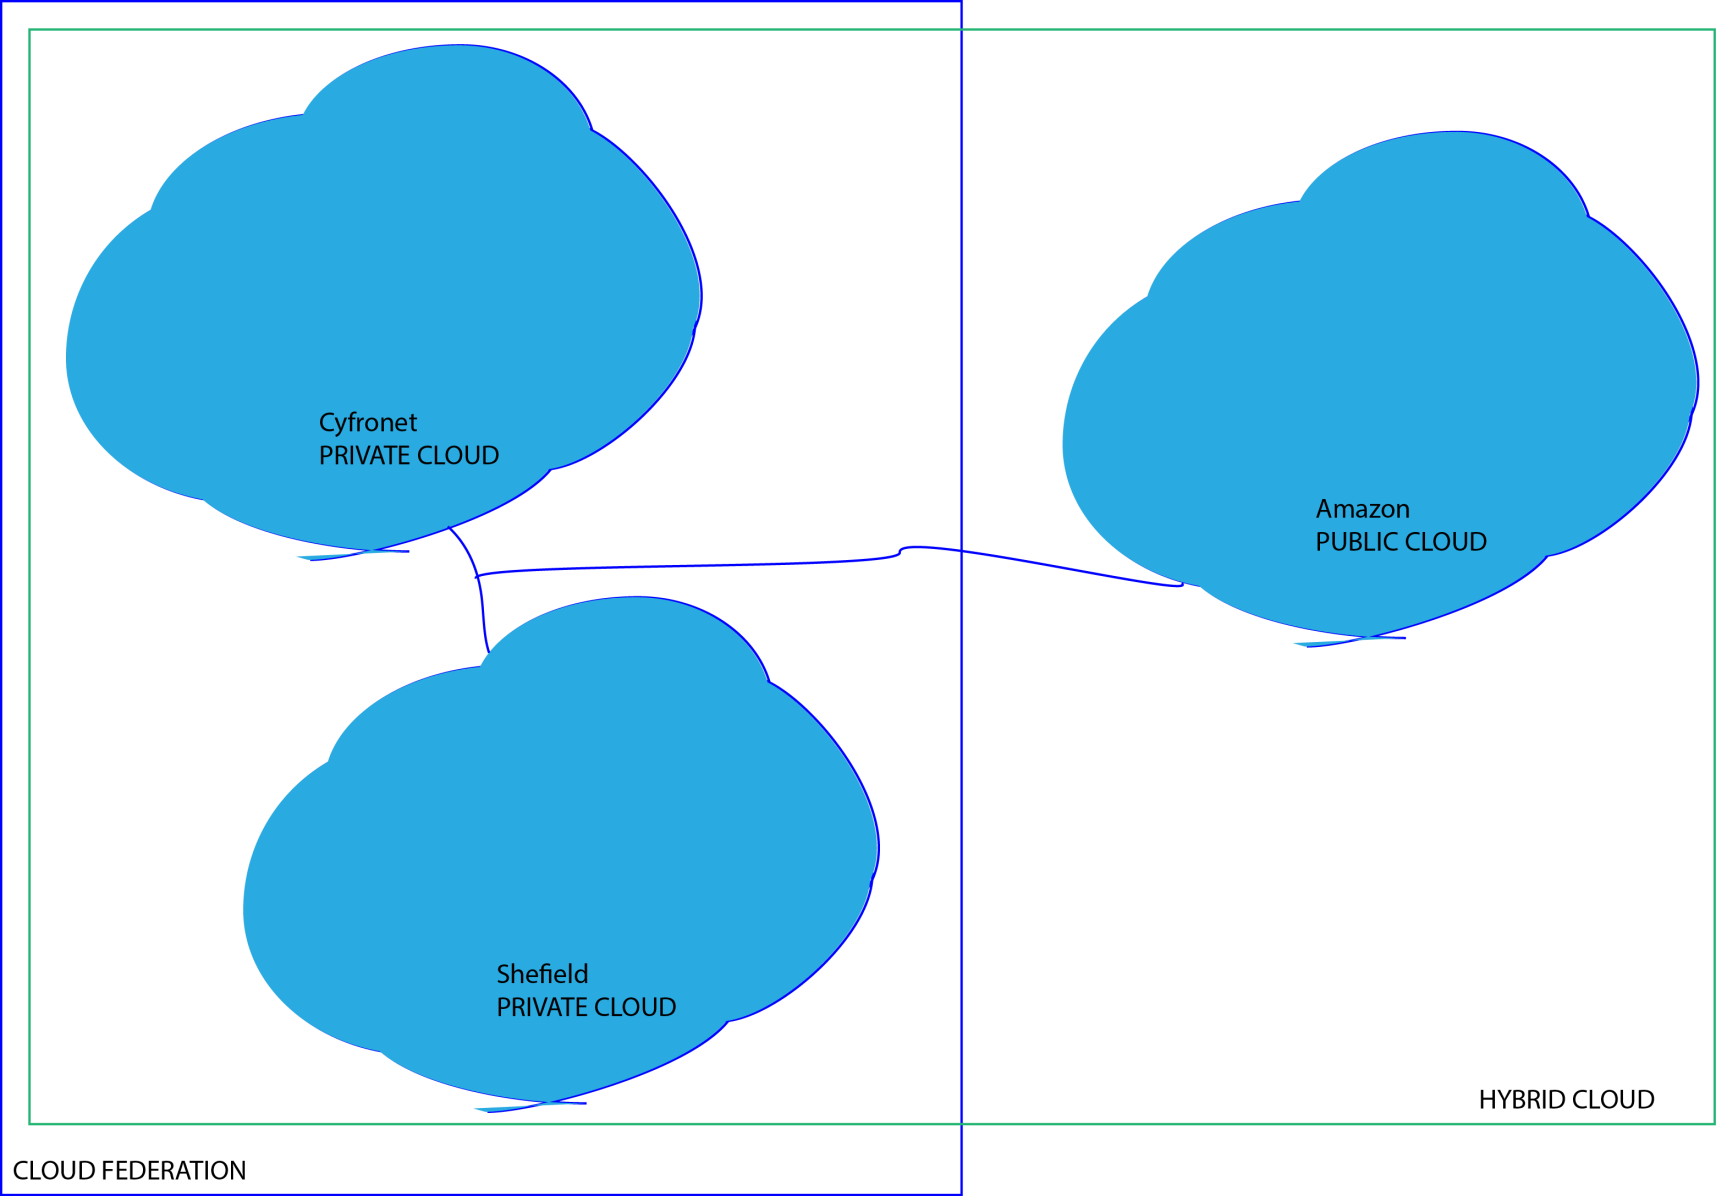 Cyfronet
PRIVATE CLOUD
Amazon
PUBLIC CLOUD
Shefield
PRIVATE CLOUD
HYBRID CLOUD
CLOUD FEDERATION